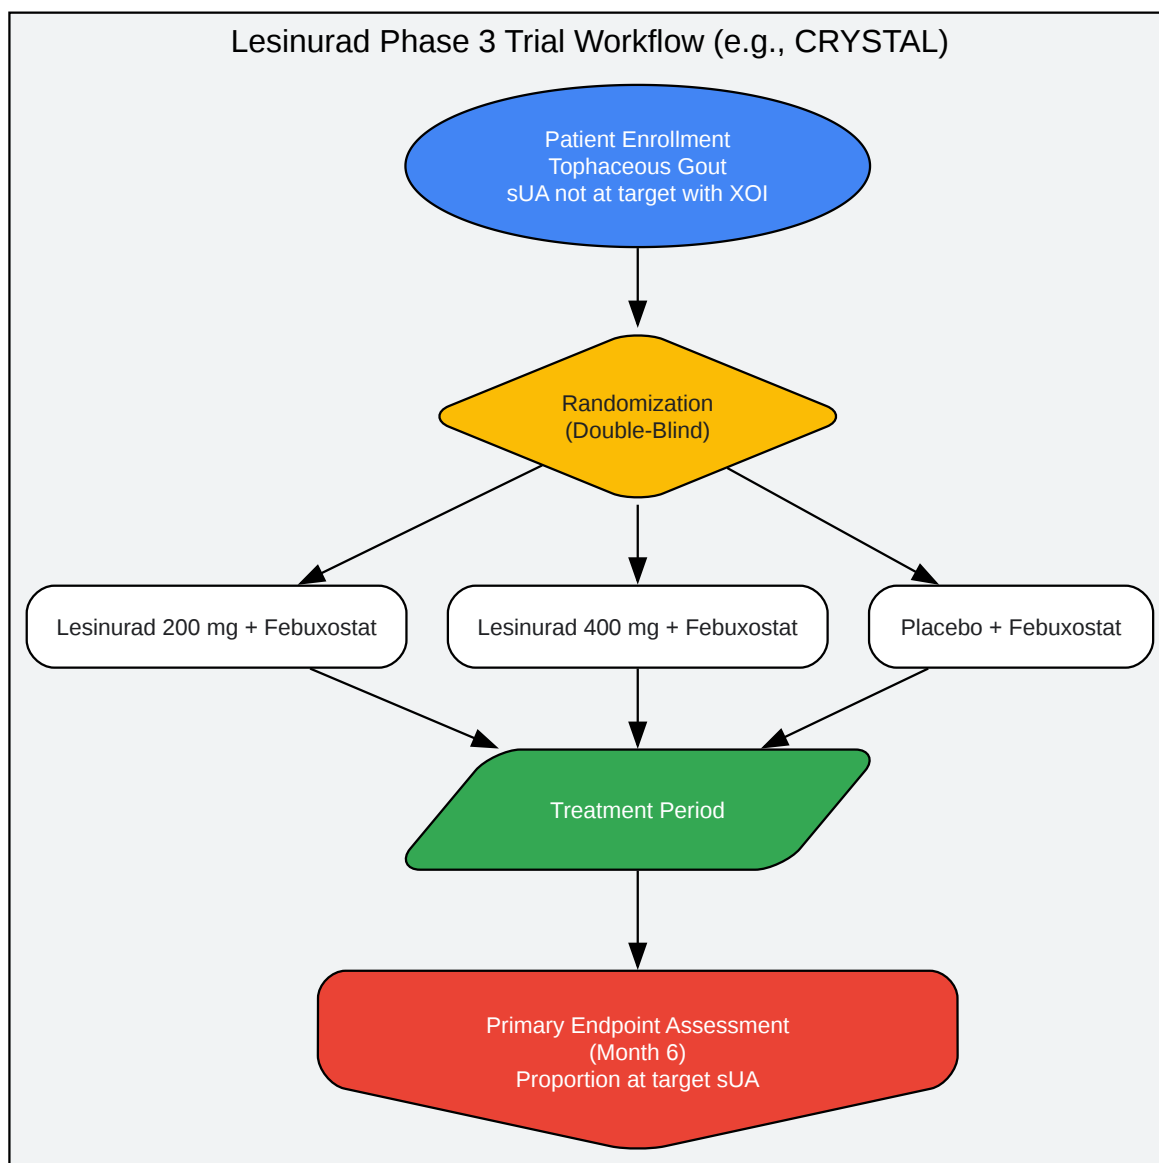 Lesinurad Phase 3 Trial Workflow (e.g., CRYSTAL)
Patient Enrollment
Tophaceous Gout
sUA not at target with XOI
Randomization
(Double-Blind)
Lesinurad 200 mg + Febuxostat
Lesinurad 400 mg + Febuxostat
Placebo + Febuxostat
Treatment Period
Primary Endpoint Assessment
(Month 6)
Proportion at target sUA